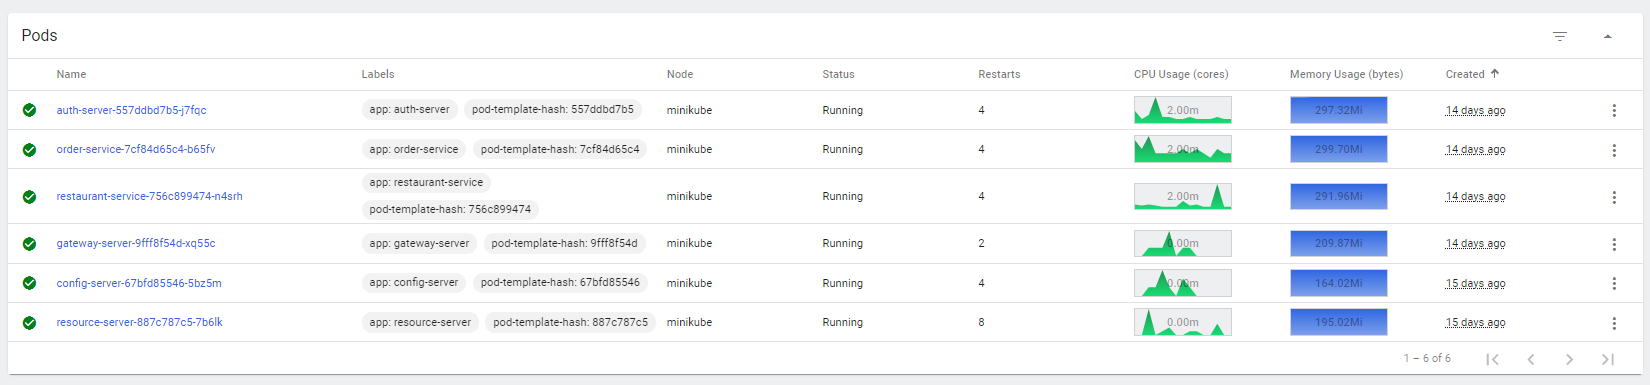 Pods
Name Labels Node Status Restarts CPU Usage (cores) Memory Usage (bytes) Created
auth-server-557ddbd7b5-j7fqc app: auth-server pod-template-hash: 557ddbd7b5 minikube Running 4 2.00m 297.32Mi 14 days ago
order-service-7cf84d65c4-b65fv app: order-service pod-template-hash: 7cf84d65c4 minikube Running 4 2.00m 299.70Mi 14 days ago
app: restaurant-service
restaurant-service-756c899474-n4srh minikube Running 4 2.00m 291.96Mi 14 days ago
pod-template-hash: 756c899474
gateway-server-9fff8f54d-xq55c app: gateway-server pod-template-hash: 9fff8f54d minikube Running 2 0.00m 209.87Mi 14 days ago
config-server-67bfd85546-5bz5m app: config-server pod-template-hash: 67bfd85546 minikube Running 4 0.00m 164.02Mi 15 days ago
resource-server-887c787c5-7b6lk app: resource-server pod-template-hash: 887c787c5 minikube Running 8 0.00m 195.02Mi 15 days ago
1 – 6 of 6